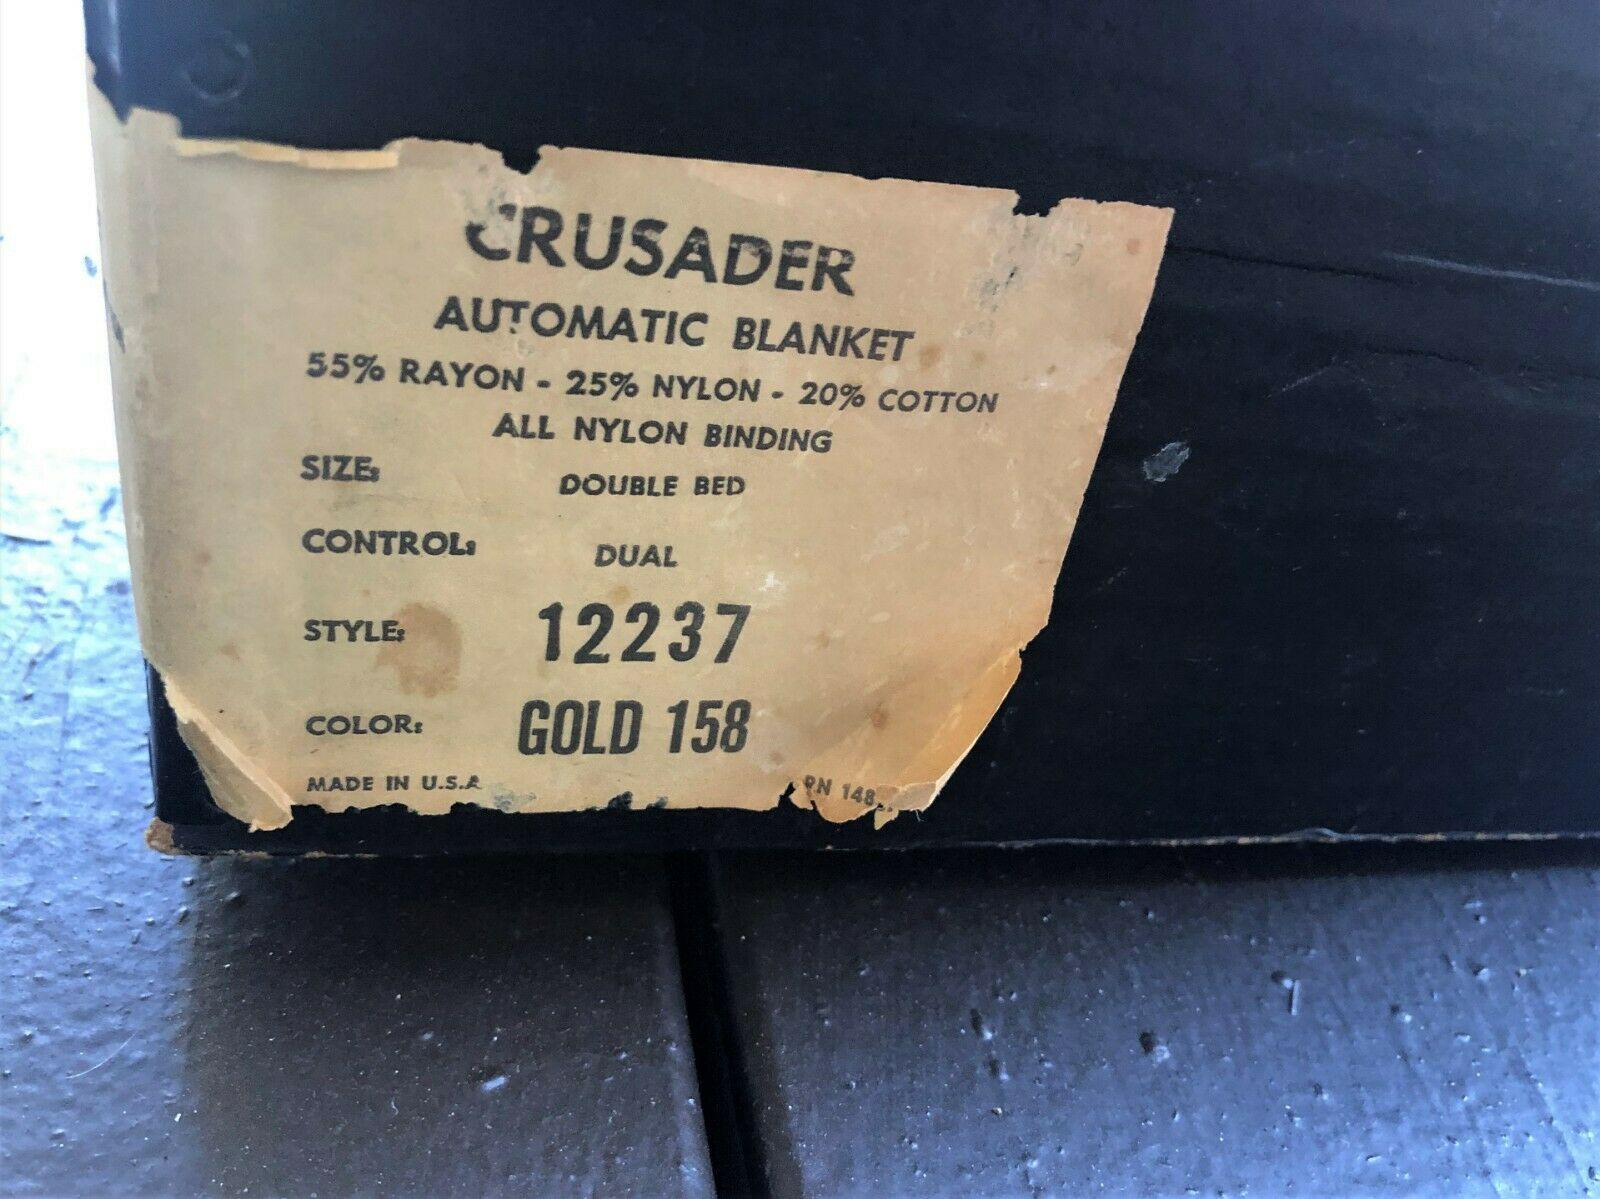 CRUSADER
AUTOMATIC BLANKET
55% RAYON - 25% NYLON - 20% COTTON
ALL NYLON BINDING
SIZE: DOUBLE BED
CONTROL: DUAL
STYLE: 12237
COLOR: GOLD 158
MADE IN U.S.A RN